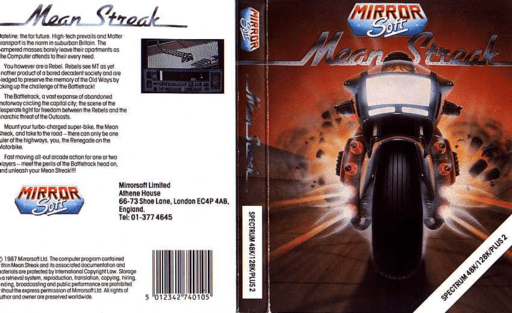 Mean Streak
Dateline: the far future. High-tech prevails and Matter
Transport is the norm in suburban Britain. The
pampered masses barely leave their apartments as
the Computer attends to their every need.
You however are a Rebel. Rebels see MT as yet
another product of a bored decadent society and are
pledged to preserve the memory of the Old Ways by
taking up the challenge of the Battletrack!
The Battletrack, a vast expanse of abandoned
motorway circling the capital city; the scene of the
desperate fight for freedom between the Rebels and the
anarchic threat of the Outcasts.
Mount your turbo-charged super-bike, the Mean
Streak, and take to the road – there can only be one
ruler of the highways, you, the Renegade on the
Motorbike.
Fast moving all-out arcade action for one or two
players – meet the perils of the Battletrack head on,
and unleash your Mean Streak!!!!
MIRROR
Soft
Mirrorsoft Limited
Athene House
66-73 Shoe Lane, London EC4P 4AB,
England.
Tel: 01-377 4645
© 1987 Mirrorsoft Ltd. The computer program contained
within Mean Streak and its associated documentation and
materials are protected by International Copyright Law. Storage
in a retrieval system, reproduction, translation, copying, hiring,
lending, broadcasting and public performance are prohibited
without the express permission of Mirrorsoft Ltd. All rights of
author and owner are preserved worldwide.
5 012342 740105
MIRROR
Soft
Mean Streak
SPECTRUM 48K/128K/PLUS 2
MIRROR
Soft
Mean Streak
SPECTRUM 48K/128K/PLUS 2